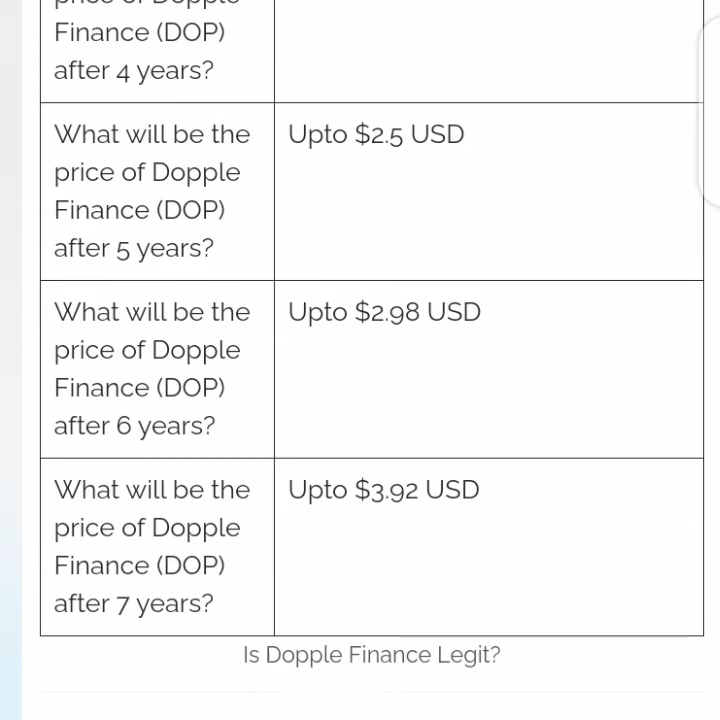 price of Dopple
Finance (DOP)
after 4 years?
What will be the
price of Dopple
Finance (DOP)
after 5 years?
Upto $2.5 USD
What will be the
price of Dopple
Finance (DOP)
after 6 years?
Upto $2.98 USD
What will be the
price of Dopple
Finance (DOP)
after 7 years?
Upto $3.92 USD
Is Dopple Finance Legit?